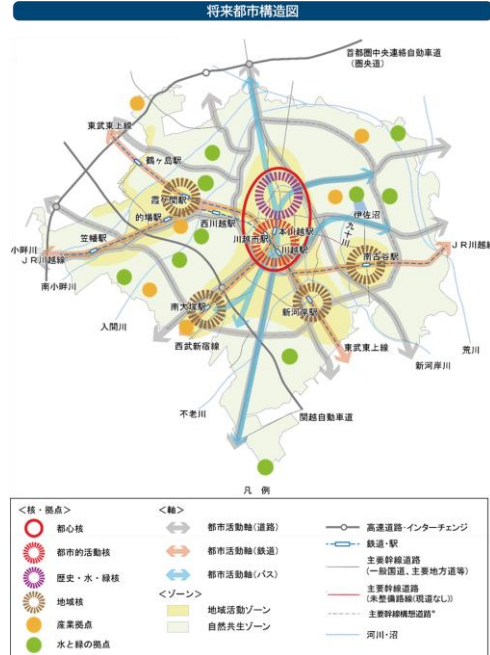 将来都市構造図
首都圏中央連絡自動車道
(圏央道)
東武東上線
鶴ヶ島駅
霞ヶ関駅
的場駅
西川越駅
本川越駅
川越市駅
川越駅
伊佐沼
九十川
笠幡駅
小畔川
JR川越線
南古谷駅
JR川越線
南小畔川
南大塚駅
新河岸駅
入間川
西武新宿線
東武東上線
荒川
新河岸川
不老川
関越自動車道
凡 例
<核・拠点>
都心核
都市的活動核
歴史・水・緑核
地域核
産業拠点
水と緑の拠点
<軸>
都市活動軸(道路)
都市活動軸(鉄道)
都市活動軸(バス)
<ゾーン>
地域活動ゾーン
自然共生ゾーン
高速道路・インターチェンジ
鉄道・駅
主要幹線道路
(一般国道、主要地方道等)
主要幹線道路
(未整備路線(現道なし))
主要幹線構想道路*
河川・沼